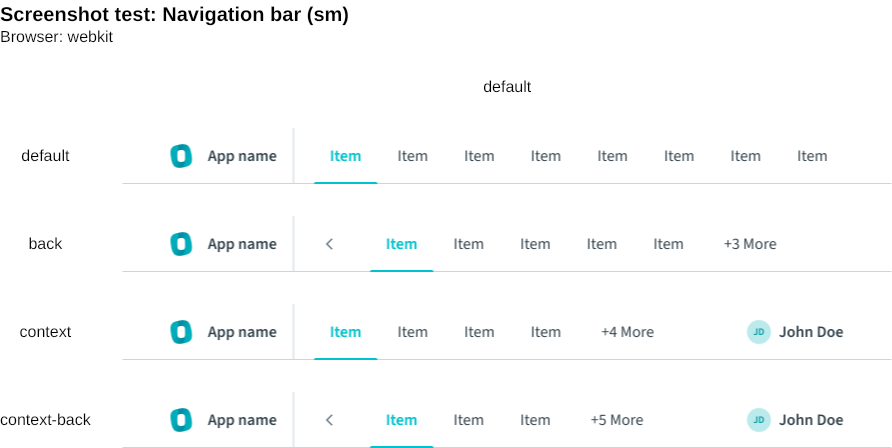 Screenshot test: Navigation bar (sm)
Browser: webkit
default
default App name Item Item Item Item Item Item Item Item
back App name Item Item Item Item Item +3 More
context App name Item Item Item Item +4 More JD John Doe
context-back App name Item Item Item +5 More JD John Doe